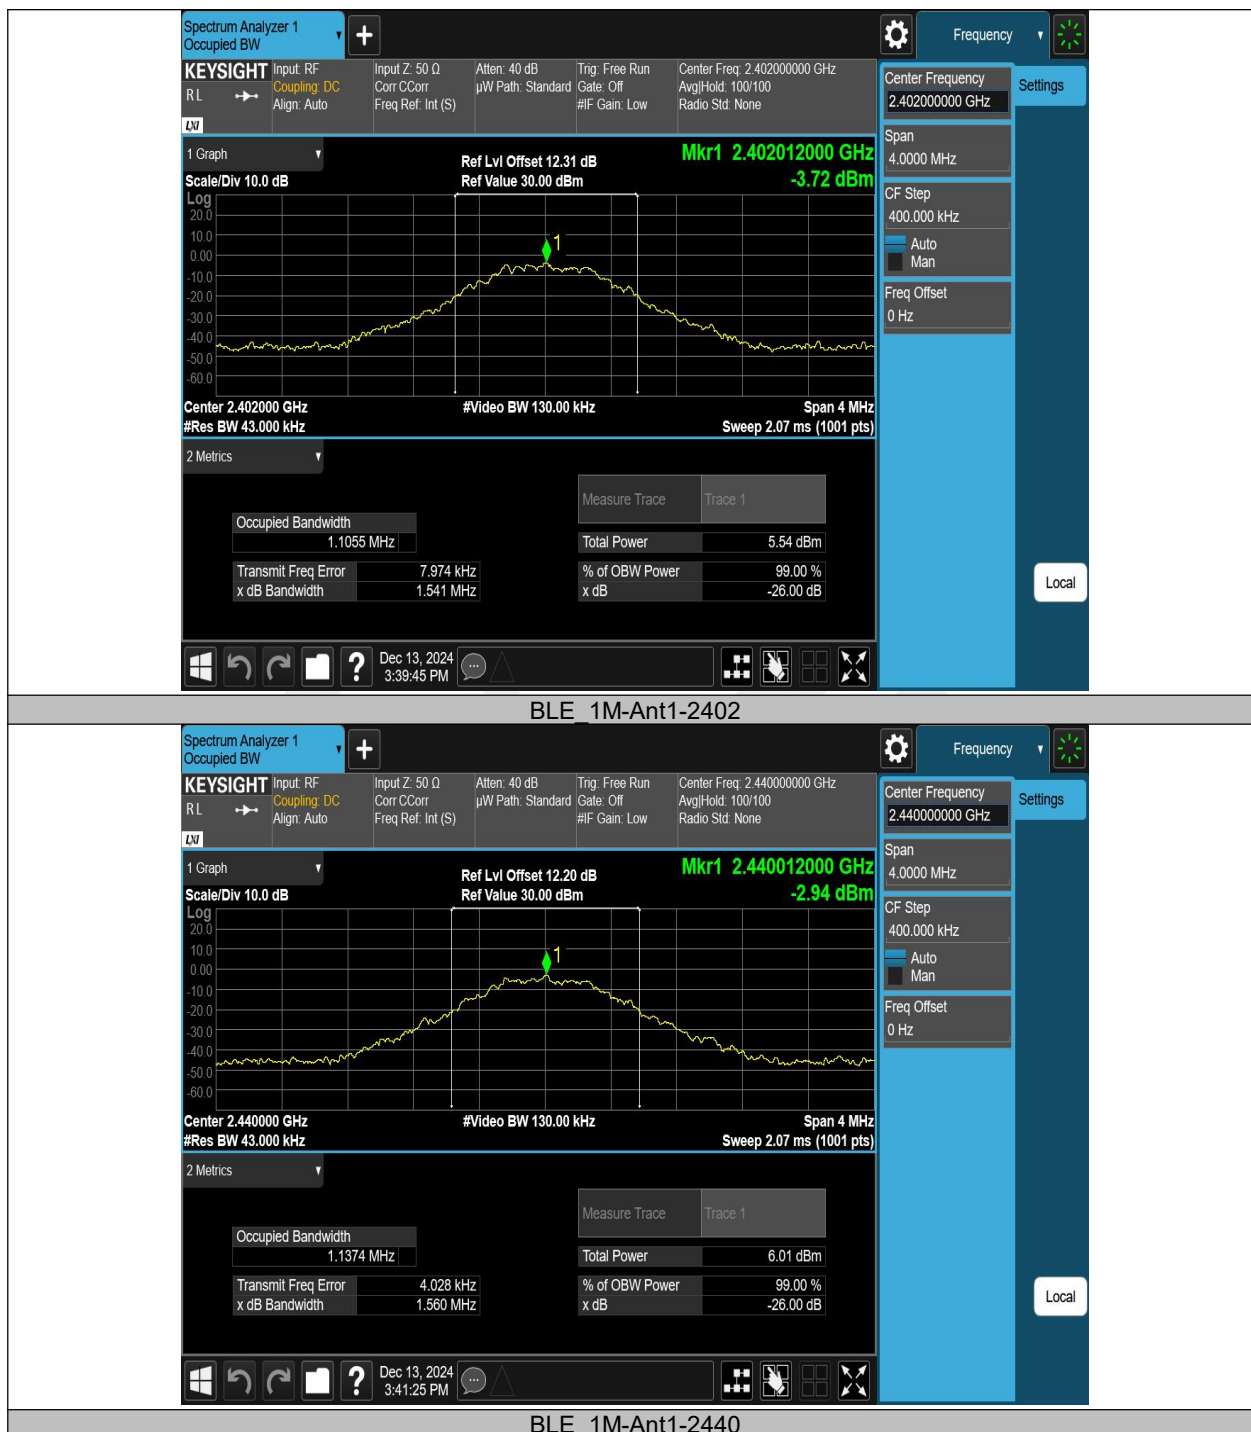 Spectrum Analyzer 1
Occupied BW
Frequency
KEYSIGHT
RL
LXI
Input: RF
Coupling: DC
Align: Auto
Input Z: 50 Ω
Corr CCorr
Freq Ref: Int (S)
Atten: 40 dB
µW Path: Standard
Trig: Free Run
Gate: Off
#IF Gain: Low
Center Freq: 2.402000000 GHz
Avg|Hold: 100/100
Radio Std: None
Center Frequency
2.402000000 GHz
Settings
Span
4.0000 MHz
CF Step
400.000 kHz
Auto
Man
Freq Offset
0 Hz
Local
1 Graph
Scale/Div 10.0 dB
Ref Lvl Offset 12.31 dB
Ref Value 30.00 dBm
Mkr1 2.402012000 GHz
-3.72 dBm
Log
20.0
10.0
0.00
-10.0
-20.0
-30.0
-40.0
-50.0
-60.0
1
Center 2.402000 GHz
#Video BW 130.00 kHz
Span 4 MHz
#Res BW 43.000 kHz
Sweep 2.07 ms (1001 pts)
2 Metrics
Measure Trace Trace 1
Occupied Bandwidth
1.1055 MHz
Total Power 5.54 dBm
Transmit Freq Error 7.974 kHz
% of OBW Power 99.00 %
x dB Bandwidth 1.541 MHz
x dB -26.00 dB
?
Dec 13, 2024
3:39:45 PM
BLE_1M-Ant1-2402
Spectrum Analyzer 1
Occupied BW
Frequency
KEYSIGHT
RL
LXI
Input: RF
Coupling: DC
Align: Auto
Input Z: 50 Ω
Corr CCorr
Freq Ref: Int (S)
Atten: 40 dB
µW Path: Standard
Trig: Free Run
Gate: Off
#IF Gain: Low
Center Freq: 2.440000000 GHz
Avg|Hold: 100/100
Radio Std: None
Center Frequency
2.440000000 GHz
Settings
Span
4.0000 MHz
CF Step
400.000 kHz
Auto
Man
Freq Offset
0 Hz
Local
1 Graph
Scale/Div 10.0 dB
Ref Lvl Offset 12.20 dB
Ref Value 30.00 dBm
Mkr1 2.440012000 GHz
-2.94 dBm
Log
20.0
10.0
0.00
-10.0
-20.0
-30.0
-40.0
-50.0
-60.0
1
Center 2.440000 GHz
#Video BW 130.00 kHz
Span 4 MHz
#Res BW 43.000 kHz
Sweep 2.07 ms (1001 pts)
2 Metrics
Measure Trace Trace 1
Occupied Bandwidth
1.1374 MHz
Total Power 6.01 dBm
Transmit Freq Error 4.028 kHz
% of OBW Power 99.00 %
x dB Bandwidth 1.560 MHz
x dB -26.00 dB
?
Dec 13, 2024
3:41:25 PM
BLE_1M-Ant1-2440